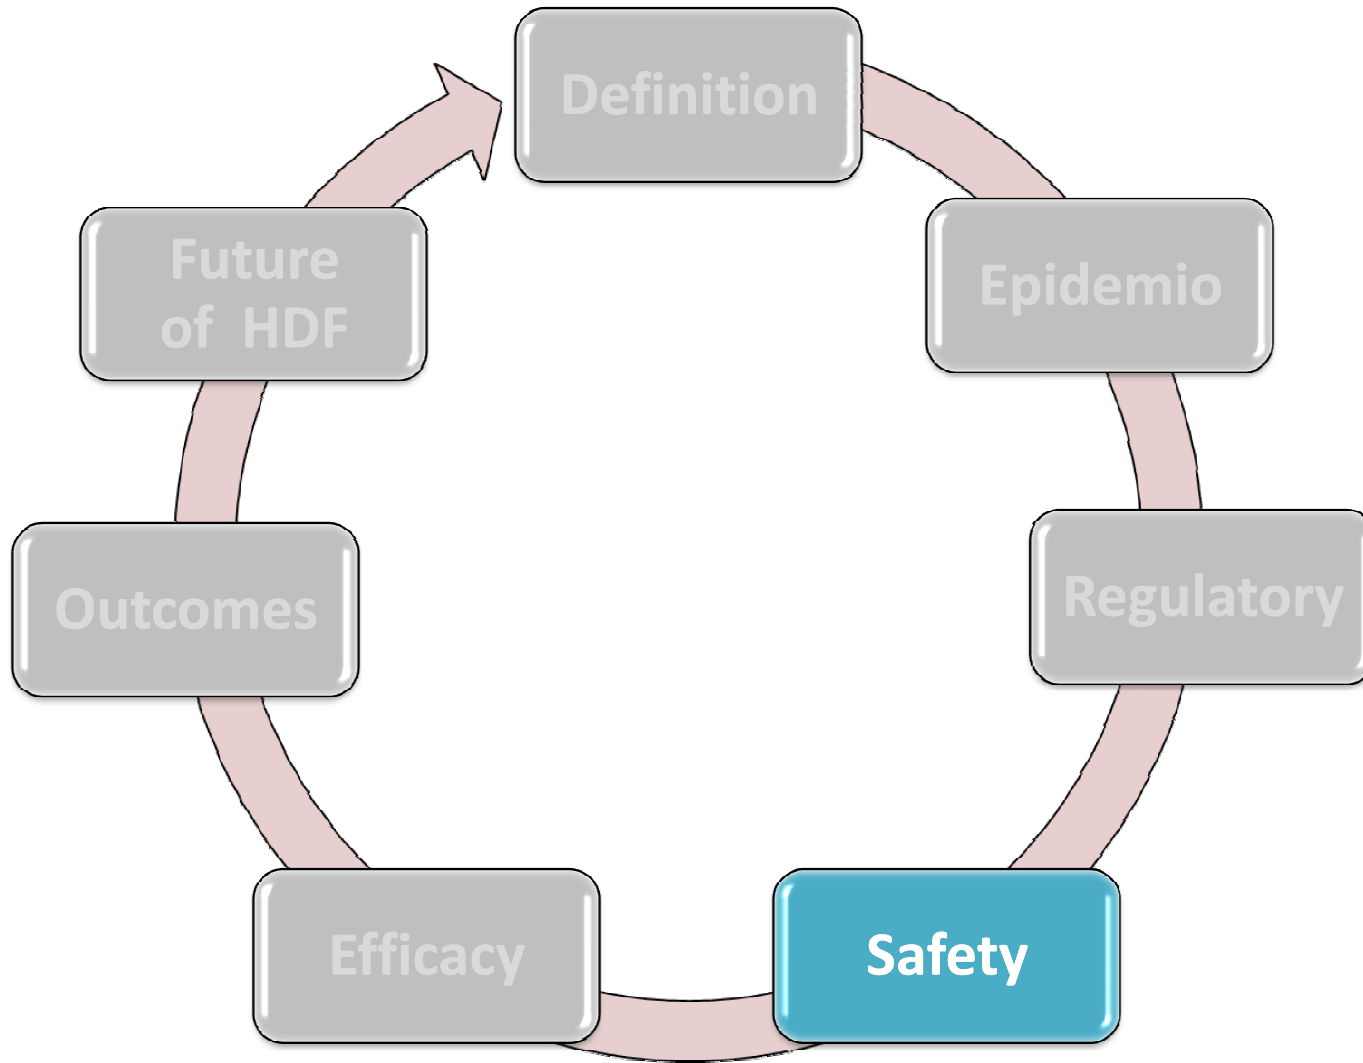 Definition
Epidemio
Regulatory
Safety
Efficacy
Outcomes
Future
of HDF